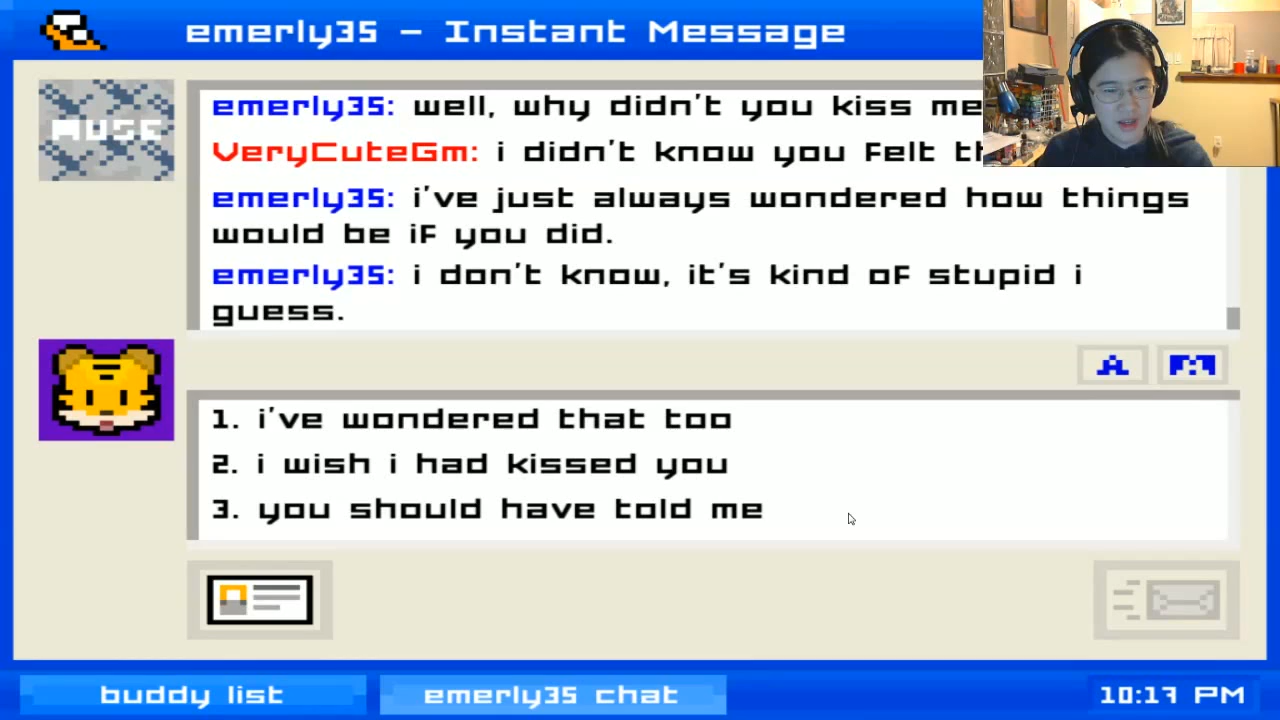 emerly35 - Instant Message
MUSE
emerly35: well, why didn't you kiss me
VeryCuteGm: i didn't know you felt
emerly35: i've just always wondered how things
would be if you did.
emerly35: i don't know, it's kind of stupid i
guess.
A
1. i've wondered that too
2. i wish i had kissed you
3. you should have told me
buddy list
emerly35 chat
10:17 PM